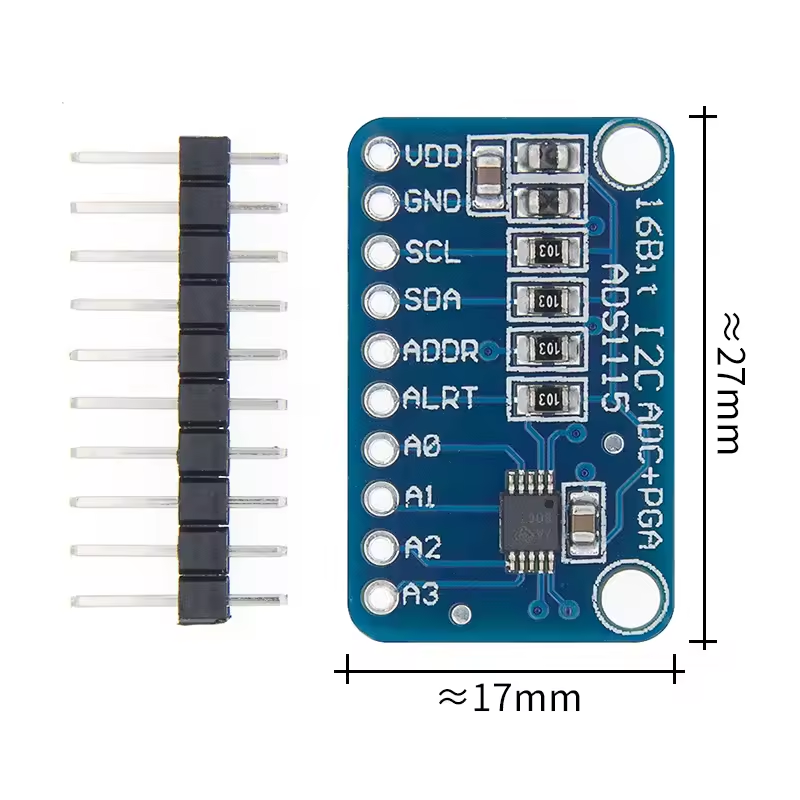 VDD
GND
SCL
SDA
ADDR
ALRT
A0
A1
A2
A3
103
103
103
103
16Bit I2C ADC+PGA
ADS1115
≈27mm
≈17mm